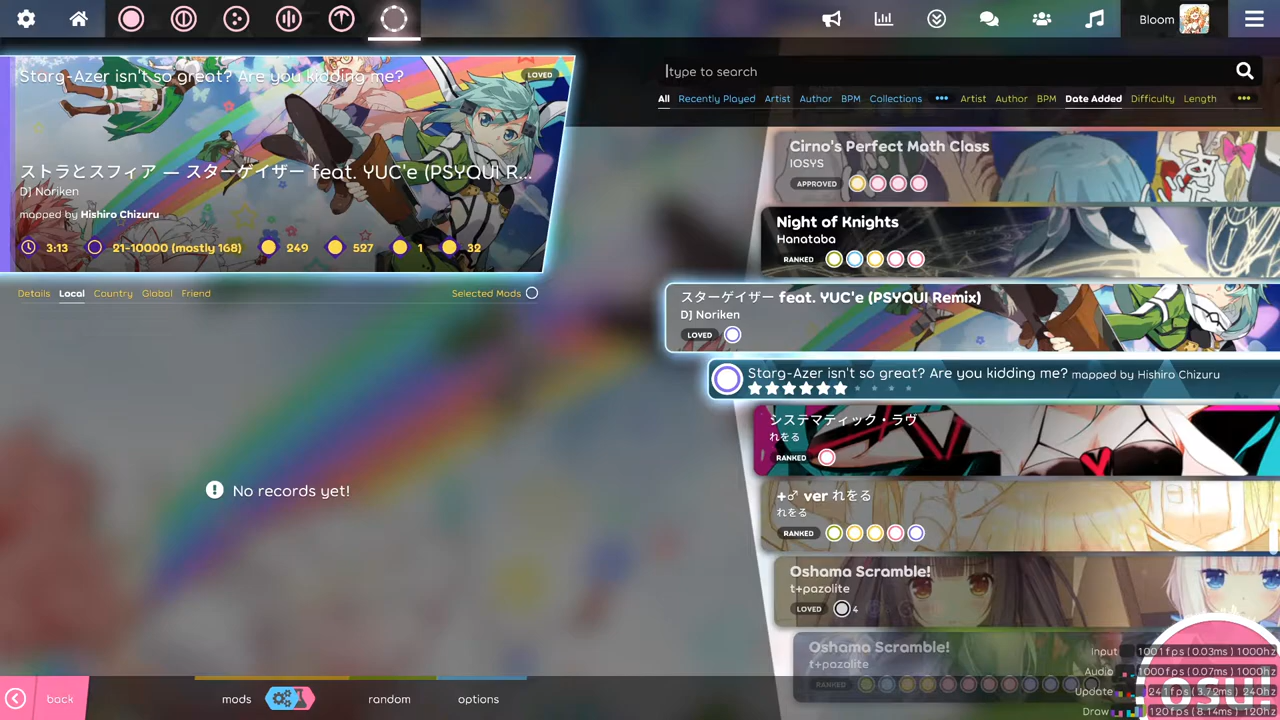 Bloom
Starg-Azer isn't so great? Are you kidding me?
LOVED
ストラとスフィア — スターゲイザー feat. YUC'e (PSYQUI R...
DJ Noriken
mapped by Hishiro Chizuru
3:13 21-10000 (mostly 168) 249 527 1 32
Details Local Country Global Friend Selected Mods
No records yet!
type to search
All Recently Played Artist Author BPM Collections ••• Artist Author BPM Date Added Difficulty Length •••
Cirno's Perfect Math Class
IOSYS
APPROVED
Night of Knights
Hanataba
RANKED
スターゲイザー feat. YUC'e (PSYQUI Remix)
DJ Noriken
LOVED
Starg-Azer isn't so great? Are you kidding me? mapped by Hishiro Chizuru
システマティック・ラヴ
れをる
RANKED
+♂ ver れをる
れをる
RANKED
Oshama Scramble!
t+pazolite
LOVED 4
Oshama Scramble!
t+pazolite
RANKED
back mods random options
osu!
Input 1001fps (0.03ms) 1000hz
Audio 1000fps (0.07ms) 1000hz
Update 241fps (3.72ms) 240hz
Draw 120fps (8.14ms) 120hz